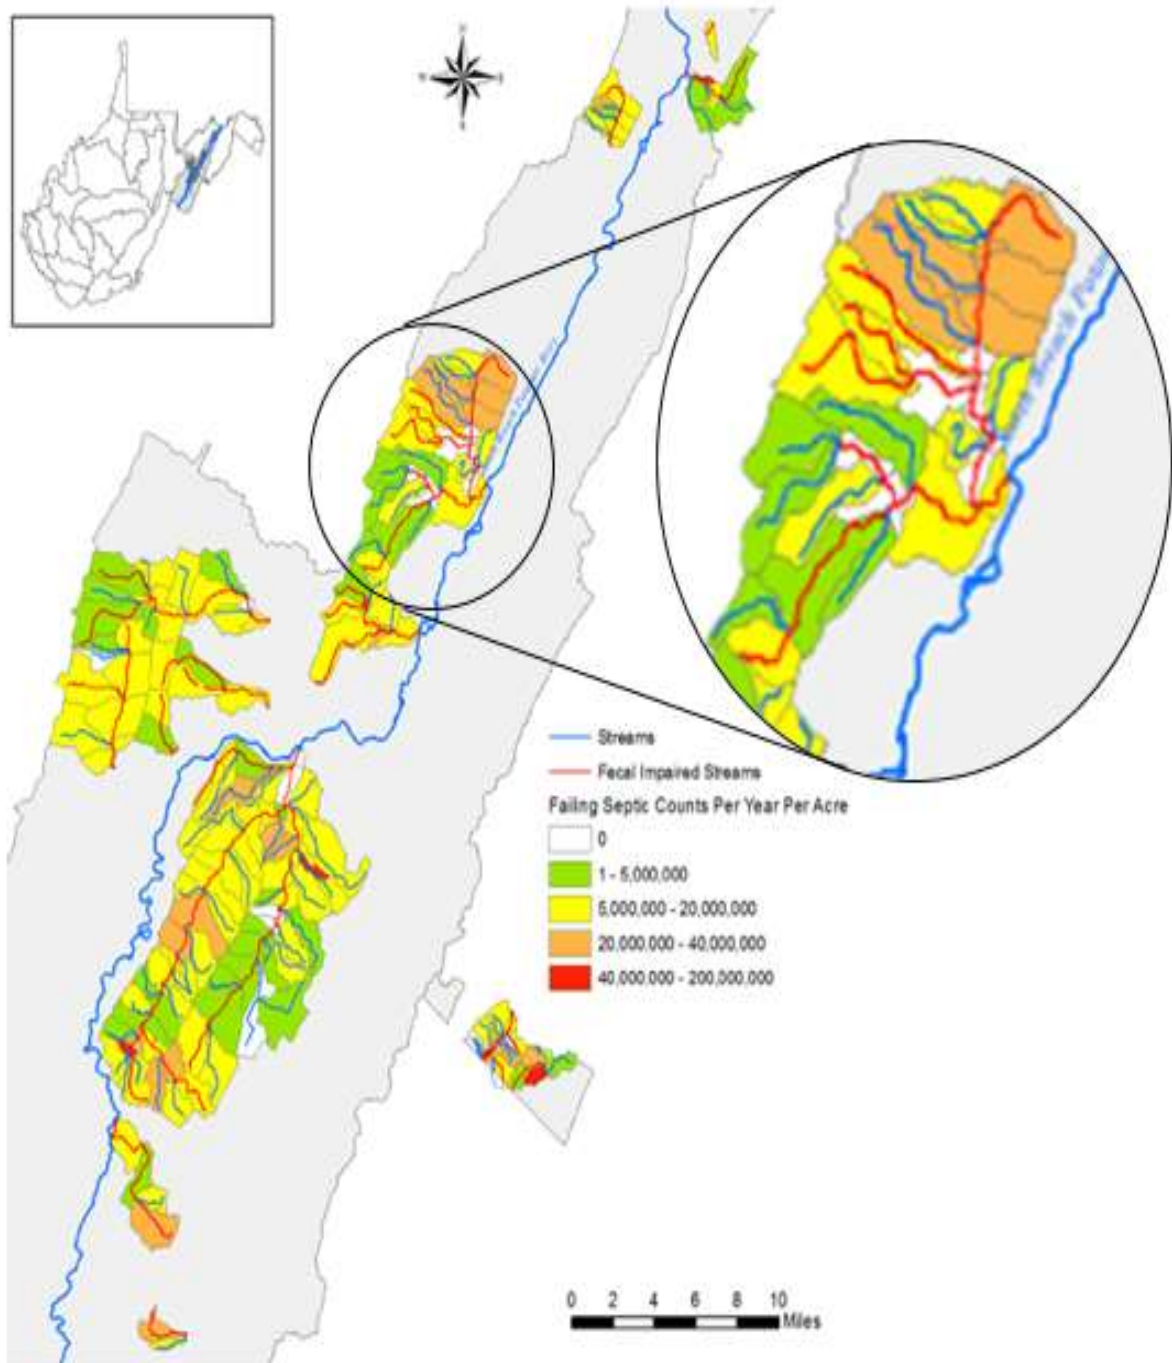 N
W
E
S
Streams
Fecal Impaired Streams
Failing Septic Counts Per Year Per Acre
0
1 - 5,000,000
5,000,000 - 20,000,000
20,000,000 - 40,000,000
40,000,000 - 200,000,000
0 2 4 6 8 10
Miles